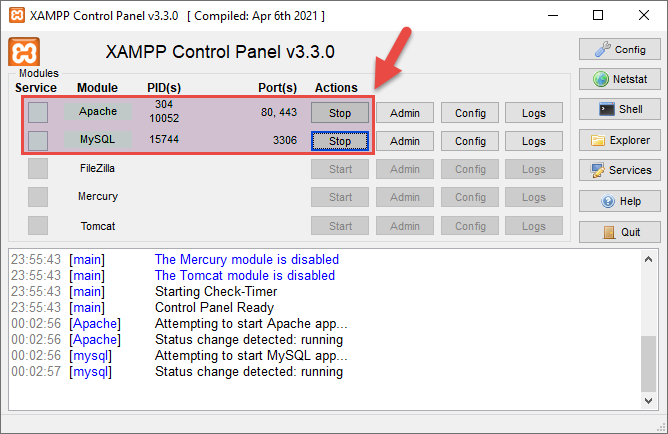 XAMPP Control Panel v3.3.0 [ Compiled: Apr 6th 2021 ]
XAMPP Control Panel v3.3.0
Config
Modules
Service Module PID(s) Port(s) Actions
Netstat
Apache 304 10052 80, 443 Stop Admin Config Logs
Shell
MySQL 15744 3306 Stop Admin Config Logs
Explorer
FileZilla Start Admin Config Logs
Services
Mercury Start Admin Config Logs
Help
Tomcat Start Admin Config Logs
Quit
23:55:43 [main] The Mercury module is disabled
23:55:43 [main] The Tomcat module is disabled
23:55:43 [main] Starting Check-Timer
23:55:43 [main] Control Panel Ready
00:02:56 [Apache] Attempting to start Apache app...
00:02:56 [Apache] Status change detected: running
00:02:56 [mysql] Attempting to start MySQL app...
00:02:57 [mysql] Status change detected: running